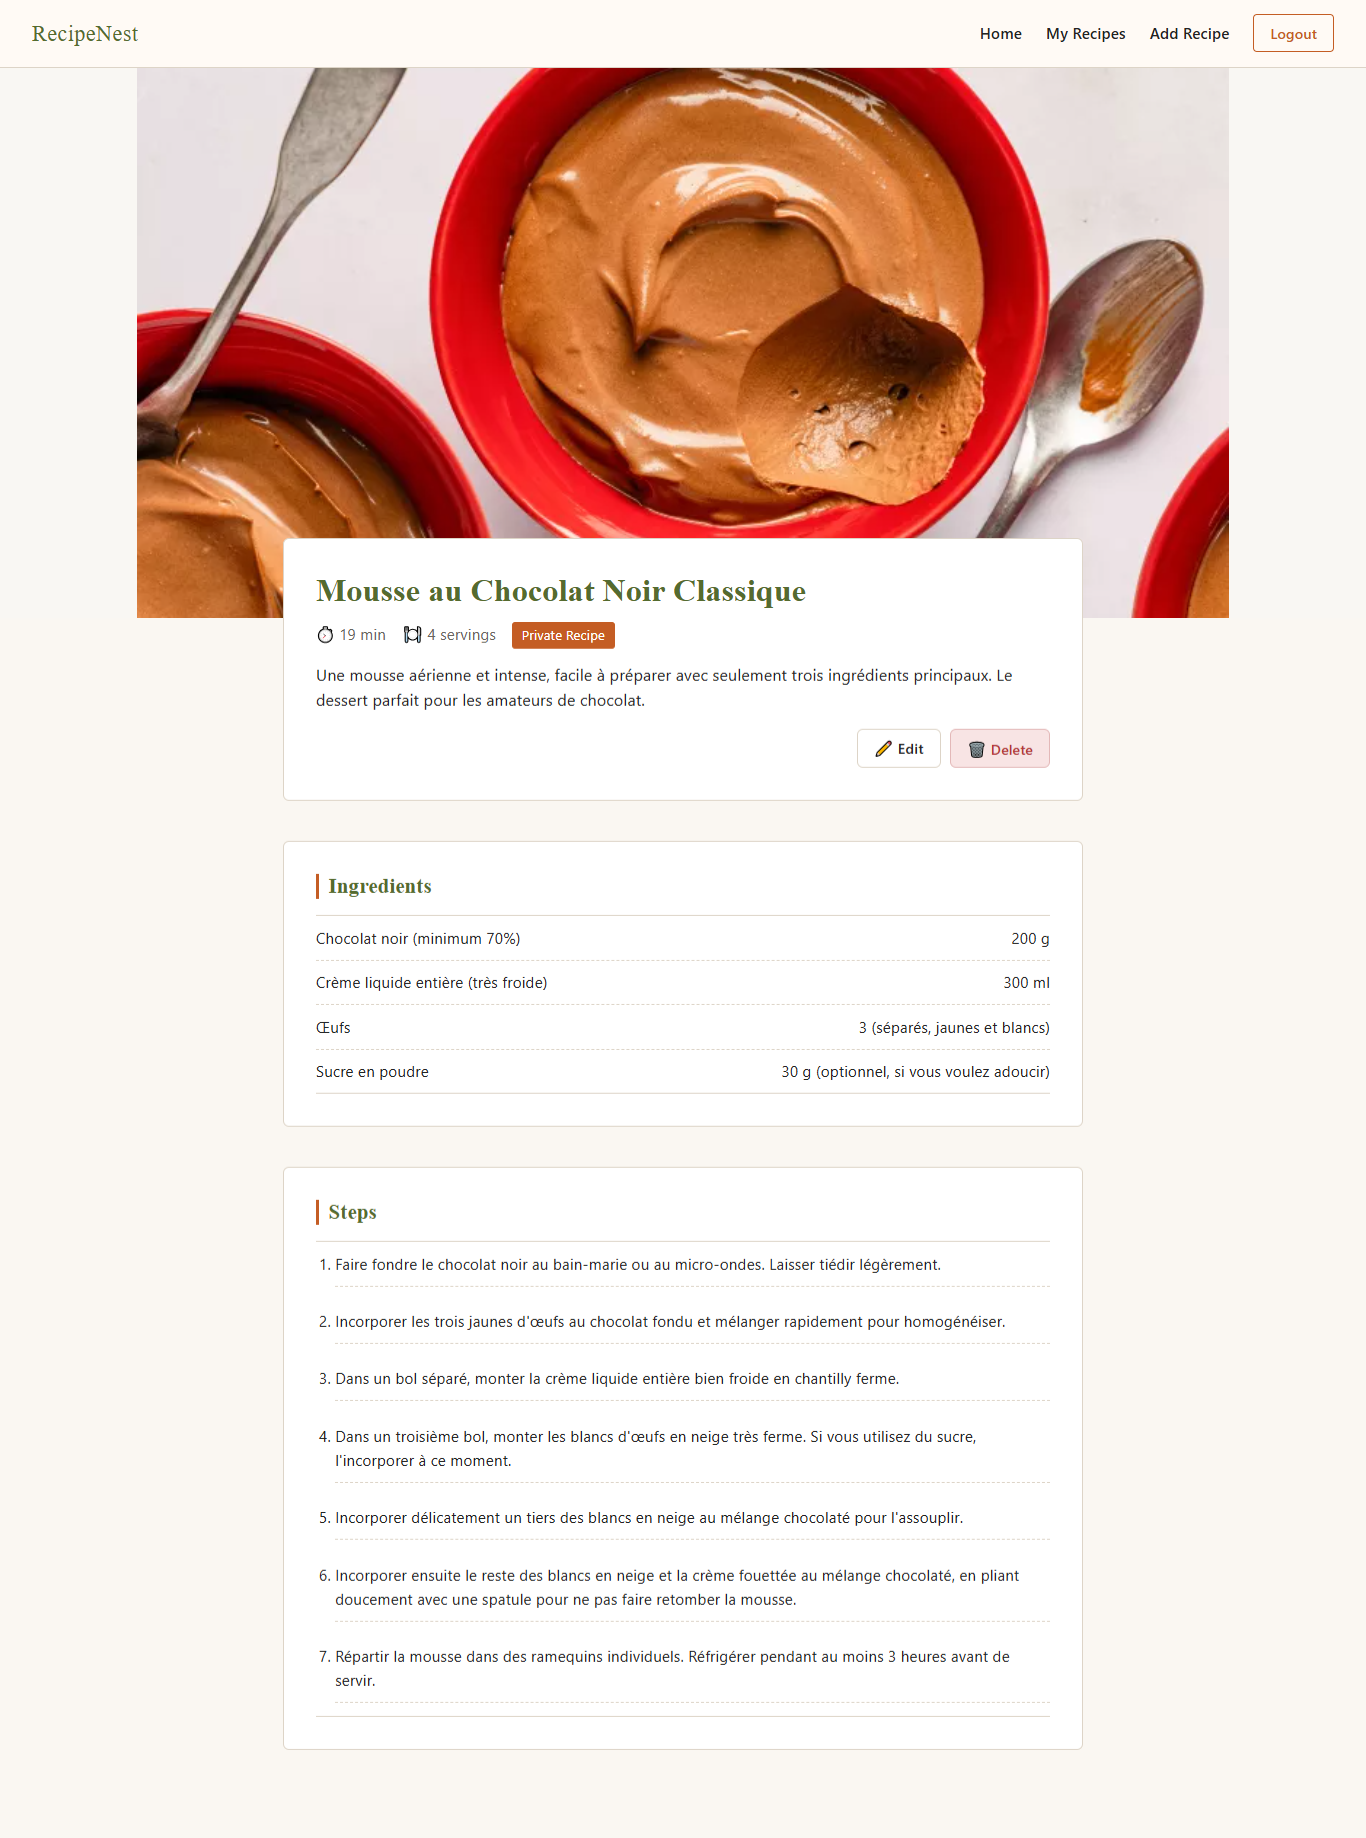 RecipeNest
Home
My Recipes
Add Recipe
Logout
Mousse au Chocolat Noir Classique
19 min
4 servings
Private Recipe
Une mousse aérienne et intense, facile à préparer avec seulement trois ingrédients principaux. Le
dessert parfait pour les amateurs de chocolat.
Edit
Delete
Ingredients
Chocolat noir (minimum 70%) 200 g
Crème liquide entière (très froide) 300 ml
Œufs 3 (séparés, jaunes et blancs)
Sucre en poudre 30 g (optionnel, si vous voulez adoucir)
Steps
1. Faire fondre le chocolat noir au bain-marie ou au micro-ondes. Laisser tiédir légèrement.
2. Incorporer les trois jaunes d'œufs au chocolat fondu et mélanger rapidement pour homogénéiser.
3. Dans un bol séparé, monter la crème liquide entière bien froide en chantilly ferme.
4. Dans un troisième bol, monter les blancs d'œufs en neige très ferme. Si vous utilisez du sucre,
l'incorporer à ce moment.
5. Incorporer délicatement un tiers des blancs en neige au mélange chocolaté pour l'assouplir.
6. Incorporer ensuite le reste des blancs en neige et la crème fouettée au mélange chocolaté, en pliant
doucement avec une spatule pour ne pas faire retomber la mousse.
7. Répartir la mousse dans des ramequins individuels. Réfrigérer pendant au moins 3 heures avant de
servir.